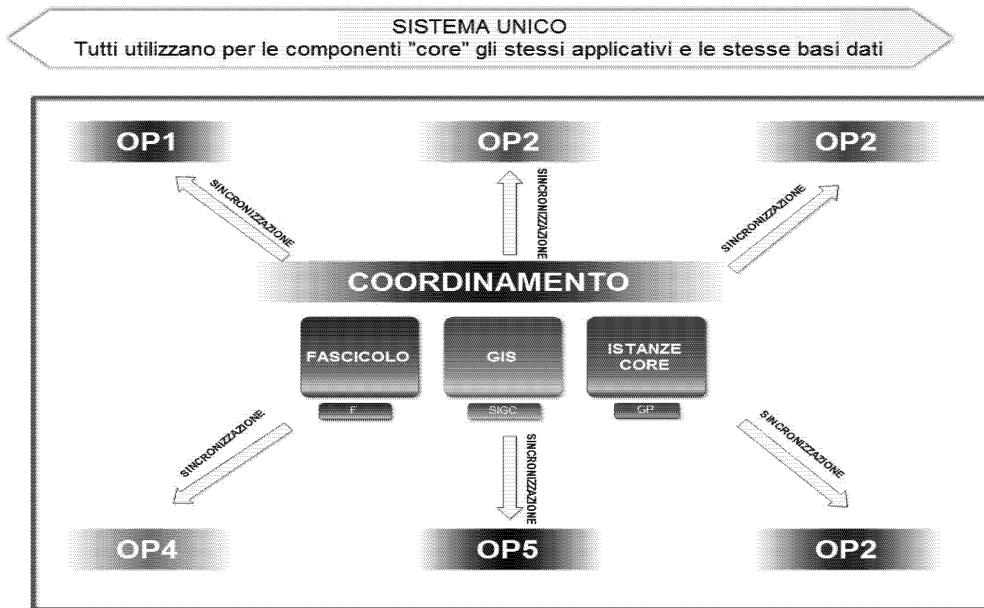 SISTEMA UNICO
Tutti utilizzano per le componenti "core" gli stessi applicativi e le stesse basi dati
OP1
OP2
OP2
SINCRONIZZAZIONE
SINCRONIZZAZIONE
SINCRONIZZAZIONE
COORDINAMENTO
FASCICOLO
GIS
ISTANZE
CORE
F
SIGC
GP
SINCRONIZZAZIONE
SINCRONIZZAZIONE
SINCRONIZZAZIONE
OP4
OP5
OP2